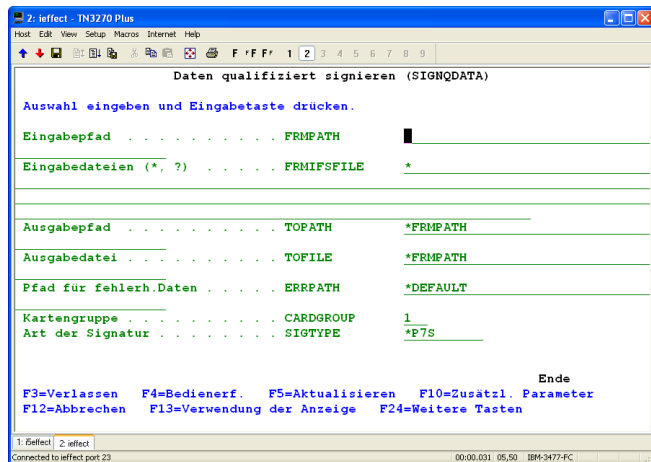 2: ieffect - TN3270 Plus
Host Edit View Setup Macros Internet Help
F 1 2 3 4 5 6 7 8 9
Daten qualifiziert signieren (SIGNQDATA)
Auswahl eingeben und Eingabetaste drücken.
Eingabepfad . . . . . . . . . . FRMPATH
Eingabedateien (*, ?) . . . . . FRMIFSFILE *
Ausgabepfad . . . . . . . . . . TOPATH *FRMPATH
Ausgabedatei . . . . . . . . . . TOFILE *FRMPATH
Pfad für fehlerh.Daten . . . . . ERRPATH *DEFAULT
Kartengruppe . . . . . . . . . . CARDGROUP 1
Art der Signatur . . . . . . . . SIGTYPE *P7S
Ende
F3=Verlassen F4=Bedienerf. F5=Aktualisieren F10=Zusätzl. Parameter
F12=Abbrechen F13=Verwendung der Anzeige F24=Weitere Tasten
1: i5effect 2: ieffect
Connected to ieffect port 23 00:00.031 05,50 IBM-3477-FC